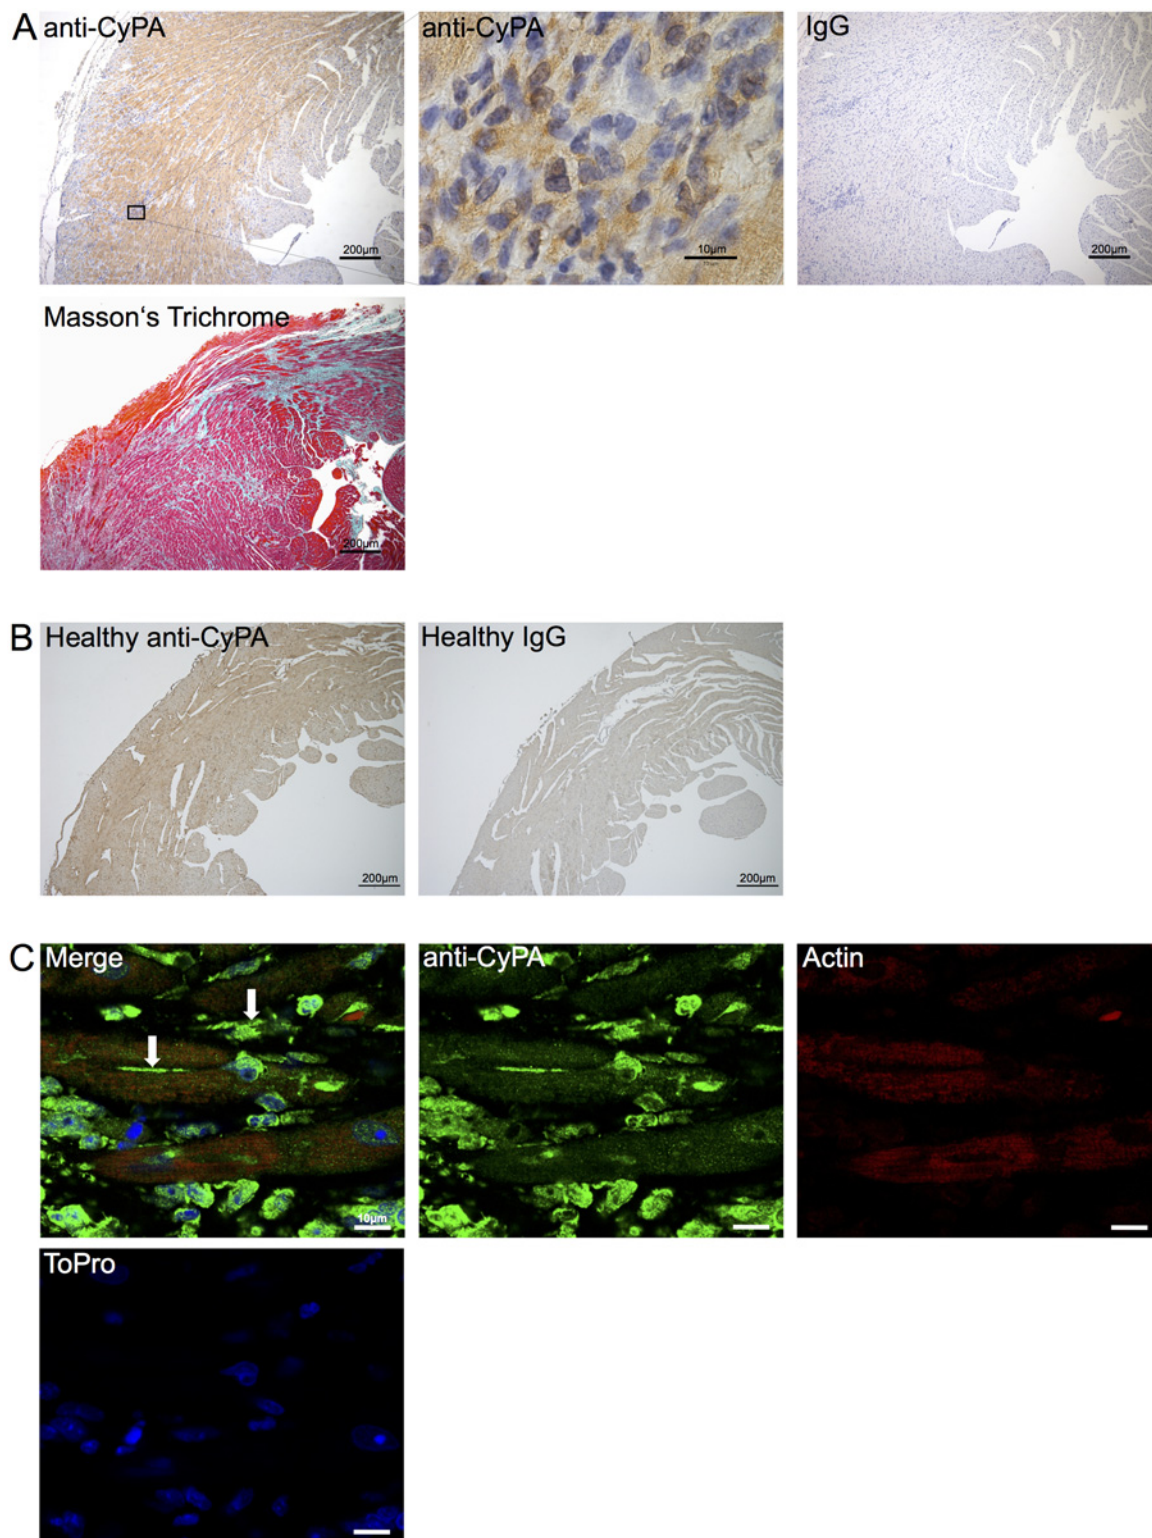 A
anti-CyPA
anti-CyPA
IgG
200µm
10µm
200µm
Masson‘s Trichrome
200µm
B
Healthy anti-CyPA
Healthy IgG
200µm
200µm
C
Merge
anti-CyPA
Actin
10µm
ToPro